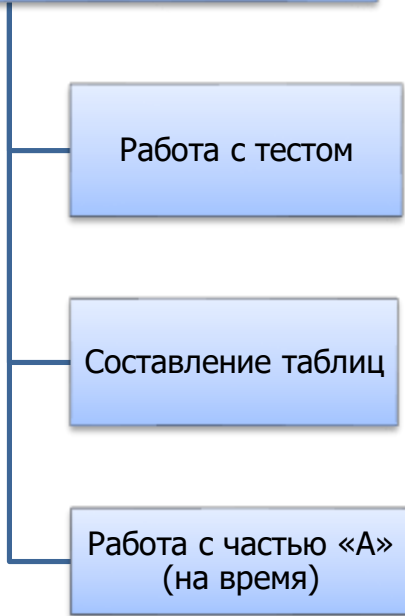 Работа с тестом
Составление таблиц
Работа с частью «А»
(на время)